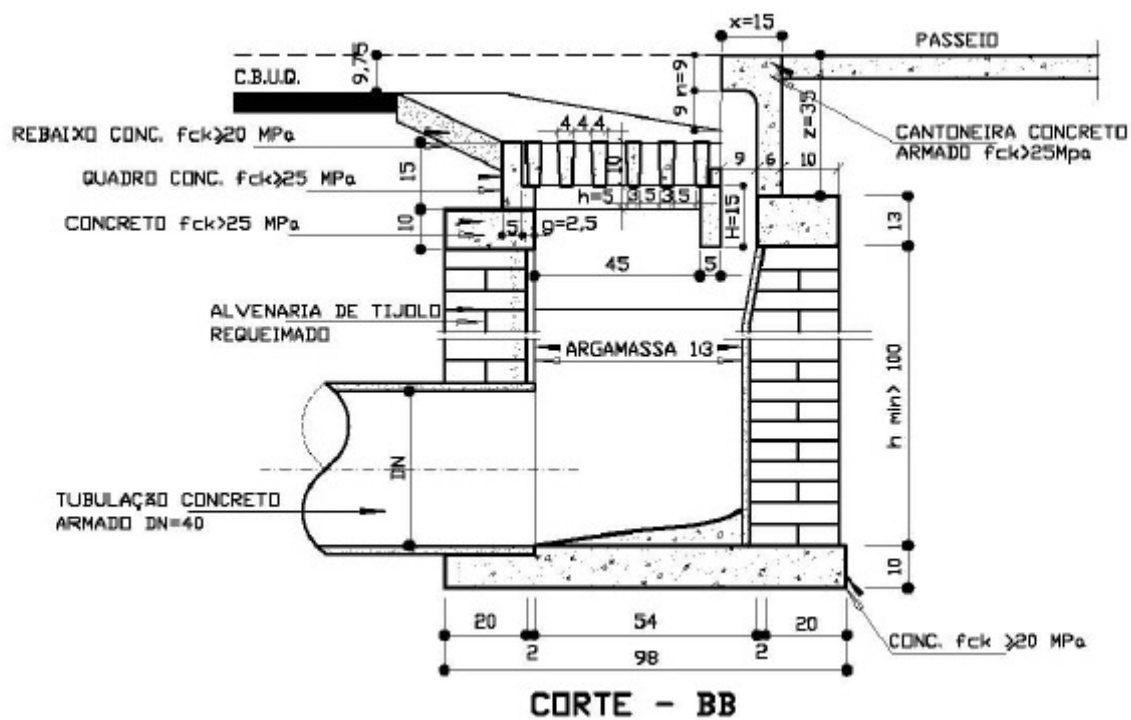 x=15
PASSEIO
9,75
9
n=9
C.B.U.Q.
REBAIXO CONC. fck⩾20 MPa
4 4 4
z=35
CANTONEIRA CONCRETO
ARMADO fck>25Mpa
15
10
9
6
10
QUADRO CONC. fck⩾25 MPa
h=5
3.5
3.5
H=15
CONCRETO fck>25 MPa
10
5
g=2,5
13
45
5
ALVENARIA DE TIJOLO
REQUEIMADO
ARGAMASSA 1:3
h min> 100
DN
TUBULAÇÃO CONCRETO
ARMADO DN=40
10
20
2
54
2
20
98
CONC. fck ⩾20 MPa
CORTE - BB